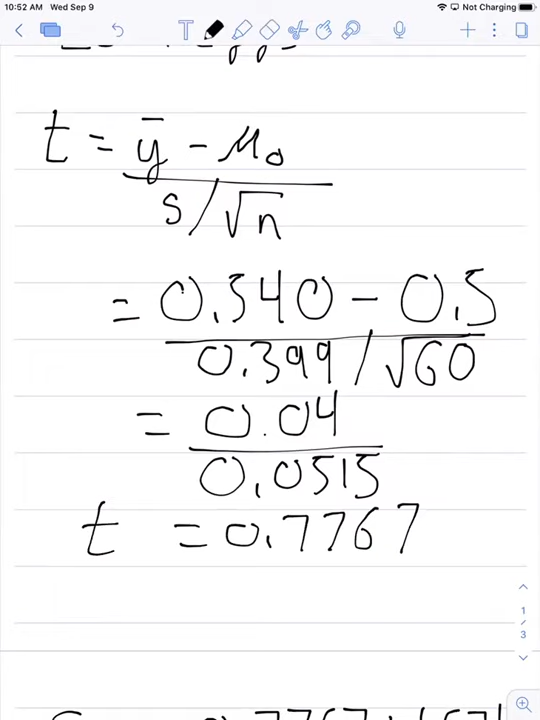 10:52 AM Wed Sep 9
Not Charging
t = ȳ - μ₀
s/√n
= 0.540 - 0.5
0.399/√60
= 0.04
0.0515
t = 0.7767
1
/
3